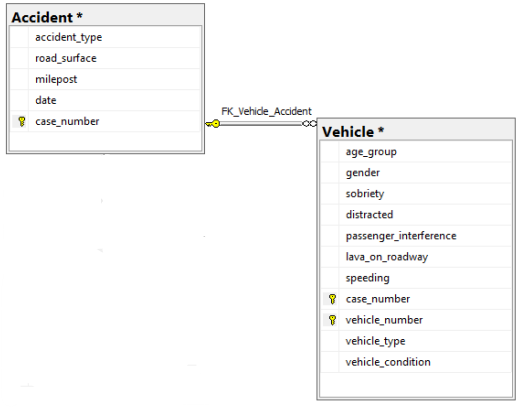 Accident *
accident_type
road_surface
milepost
date
case_number
FK_Vehicle_Accident
Vehicle *
age_group
gender
sobriety
distracted
passenger_interference
lava_on_roadway
speeding
case_number
vehicle_number
vehicle_type
vehicle_condition